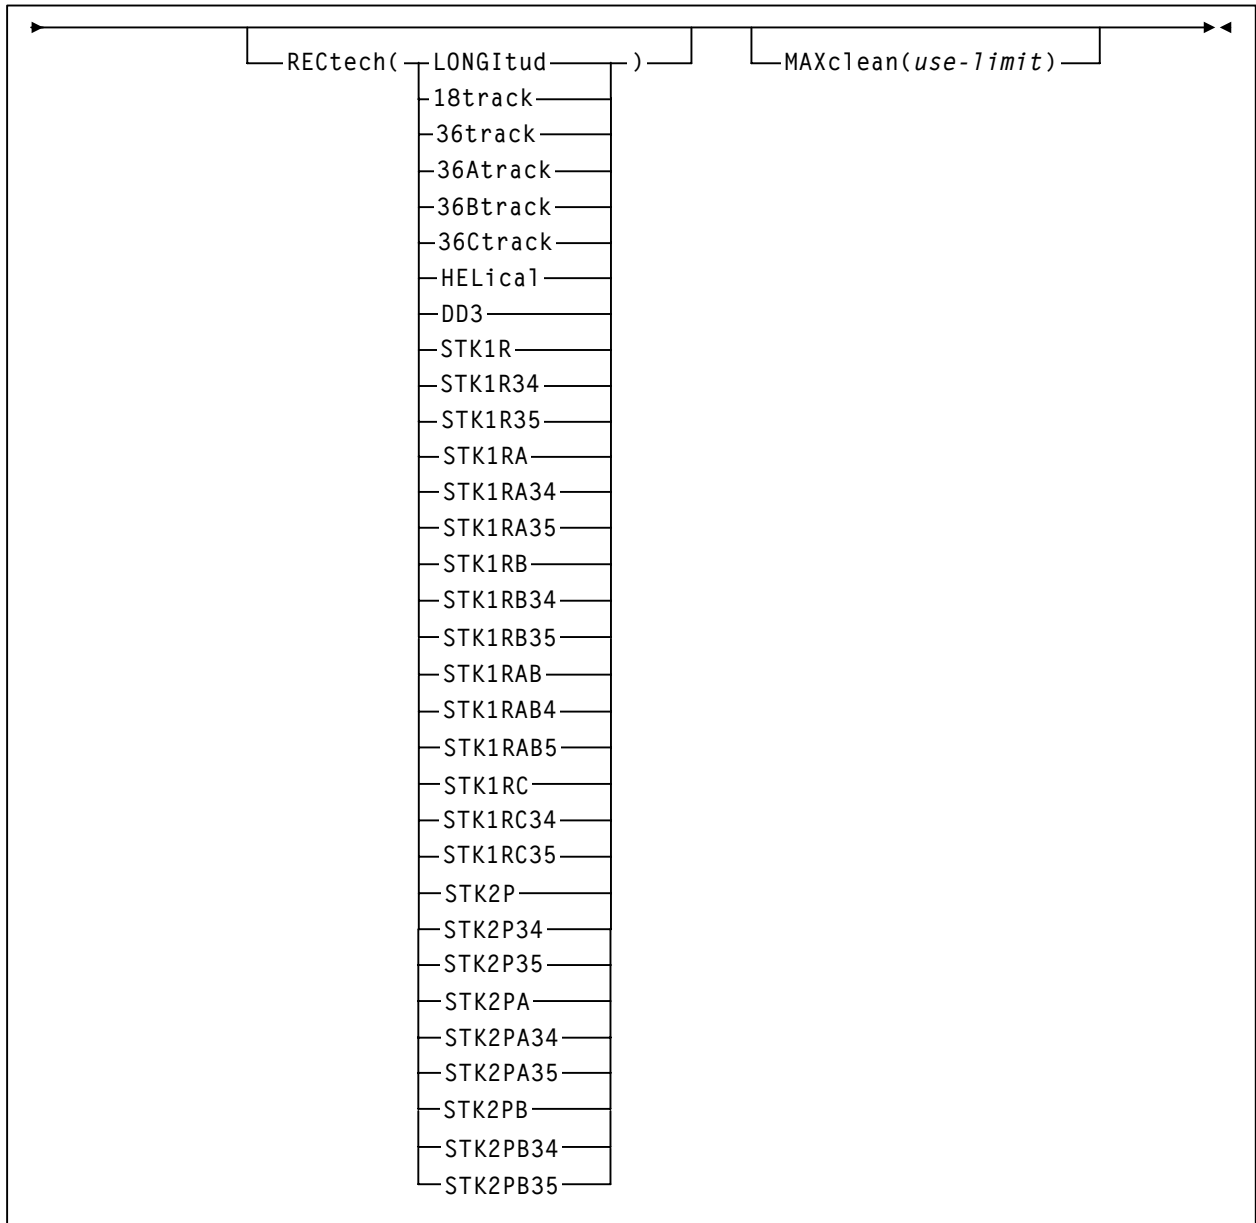 RECtech( LONGItud ) MAXclean(use-limit)
18track
36track
36Atrack
36Btrack
36Ctrack
HELical
DD3
STK1R
STK1R34
STK1R35
STK1RA
STK1RA34
STK1RA35
STK1RB
STK1RB34
STK1RB35
STK1RAB
STK1RAB4
STK1RAB5
STK1RC
STK1RC34
STK1RC35
STK2P
STK2P34
STK2P35
STK2PA
STK2PA34
STK2PA35
STK2PB
STK2PB34
STK2PB35